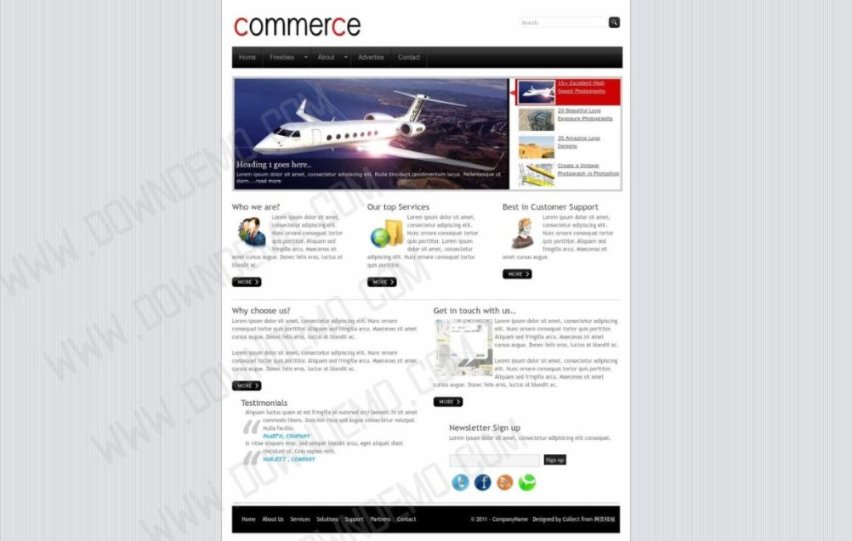 commerce
Search
Home Freebies About Advertise Contact
15+ Excellent High
Speed Photographs
20 Beautiful Long
Exposure Photographs
35 Amazing Logo
Designs
Create a Vintage
Photograph in Photoshop
Heading 1 goes here..
Lorem ipsum dolor sit amet, consectetur adipiscing elit. Nulla tincidunt condimentum lacus. Pellentesque ut
diam....read more
Who we are?
Lorem ipsum dolor sit amet,
consectetur adipiscing elit.
Nunc ornare consequat tortor
quis porttitor. Aliquam sed
fringilla arcu. Maecenas sit
amet cursus augue. Donec felis eros, luctus at
blandit ac.
MORE
Our top Services
Lorem ipsum dolor sit amet,
consectetur adipiscing elit.
Nunc ornare consequat tortor
quis porttitor. Lorem ipsum
dolor sit amet, consectetur
adipiscing elit. Nunc ornare consequat tortor
quis porttitor.
MORE
Best in Customer Support
Lorem ipsum dolor sit amet,
consectetur adipiscing elit.
Nunc ornare consequat tortor
quis porttitor. Aliquam sed
fringilla arcu. Maecenas sit
amet cursus augue.
MORE
Why choose us?
Lorem ipsum dolor sit amet, consectetur adipiscing elit. Nunc ornare
consequat tortor quis porttitor. Aliquam sed fringilla arcu. Maecenas sit amet
cursus augue. Donec felis eros, luctus at blandit ac.
Lorem ipsum dolor sit amet, consectetur adipiscing elit. Nunc ornare
consequat tortor quis porttitor. Aliquam sed fringilla arcu. Maecenas sit amet
cursus augue. Donec felis eros, luctus at blandit ac.
MORE
Get in touch with us..
Lorem ipsum dolor sit amet, consectetur adipiscing
elit. Nunc ornare consequat tortor quis porttitor.
Aliquam sed fringilla arcu. Maecenas sit amet
cursus augue. Donec felis eros, luctus at blandit ac.
Lorem ipsum dolor sit amet, consectetur adipiscing
elit. Nunc ornare consequat tortor quis porttitor.
Aliquam sed fringilla arcu. Maecenas sit amet
cursus augue. Donec felis eros, luctus at blandit ac.
MORE
Testimonials
Aliquam luctus quam at est fringilla at euismod orci laoreet. In sit amet
commodo libero. Duis non risus sed augue consectetur volutpat.
Nulla facilisi.
PAARTH, COMPANY
In vitae aliquam eros. Sed semper blandit arcu, eget aliquet diam
tincidunt ut. Cras sapien velit.
HARJEET , COMPANY
Newsletter Sign up
Lorem ipsum dolor sit amet, consectetur adipiscing elit consequat.
Sign up
Home About Us Services Solutions Support Partners Contact
© 2011 - CompanyName Designed by Collect from 网页模板
WWW.DOWNDEMO.COM
WWW.DOWNDEMO.COM
WWW.DOWNDEMO.COM
WWW.DOWNDEMO.COM